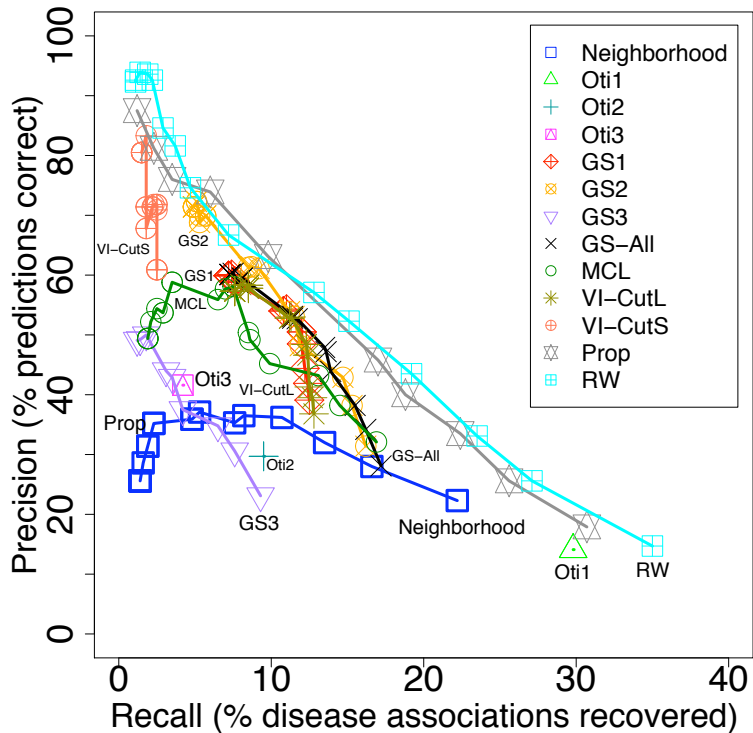 Precision (% predictions correct)
100
80
60
40
20
0
0
10
20
30
40
Recall (% disease associations recovered)
Neighborhood
Oti1
Oti2
Oti3
GS1
GS2
GS3
GS−All
MCL
VI−CutL
VI−CutS
Prop
RW
VI−CutS
GS2
GS1
MCL
Oti3
VI−CutL
Prop
GS−All
Oti2
Neighborhood
GS3
Oti1
RW